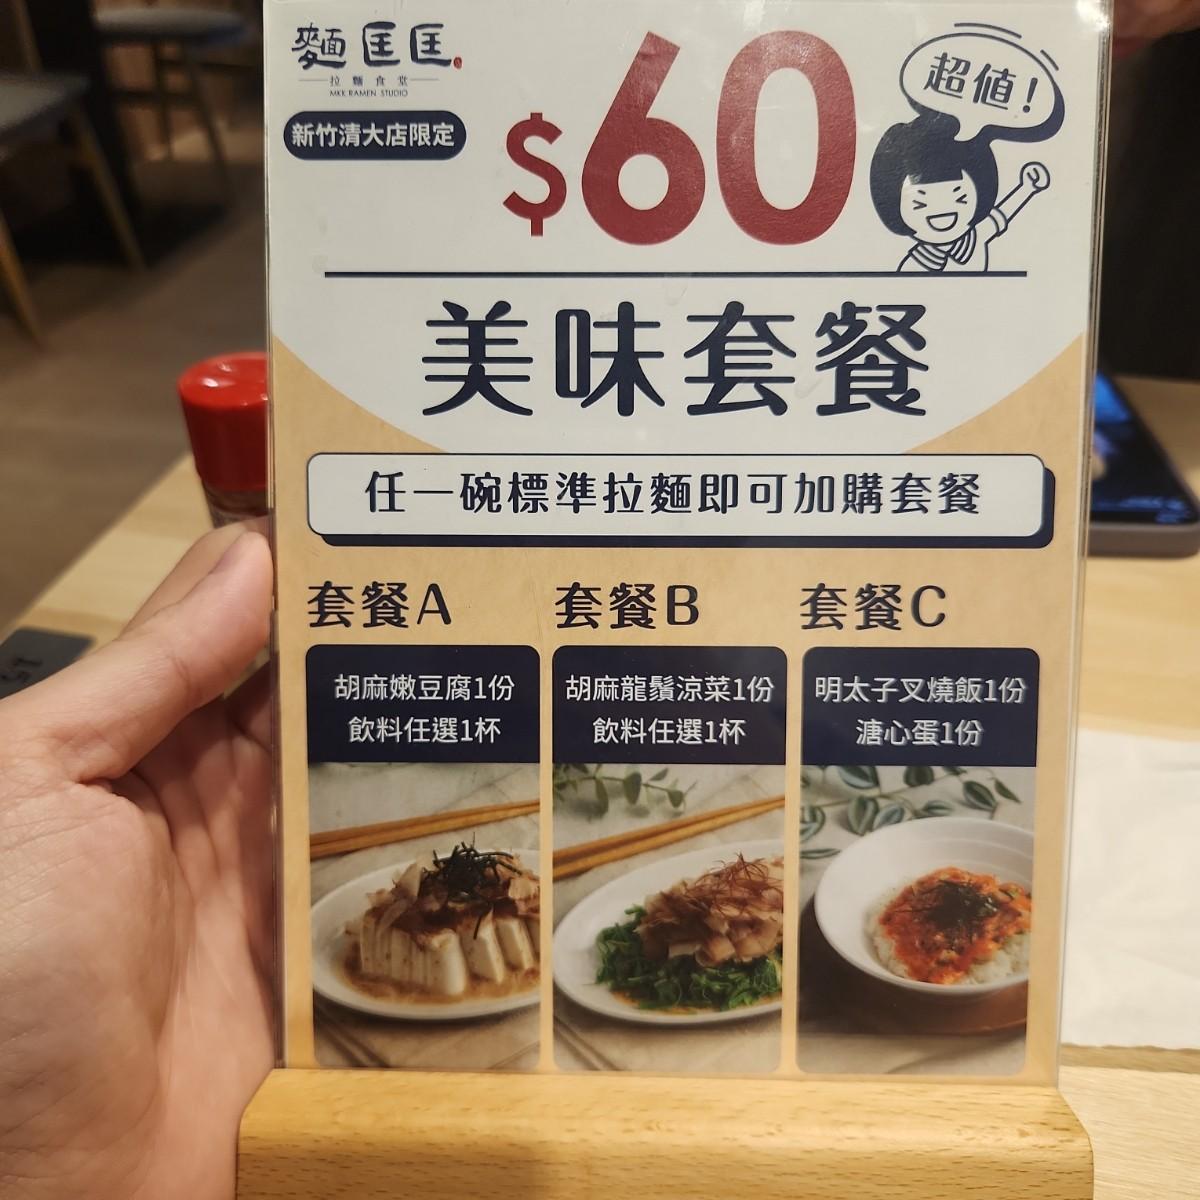 麵匡匡
拉麵食堂
MKK RAMEN STUDIO
新竹清大店限定
$60
超值!
美味套餐
任一碗標準拉麵即可加購套餐
套餐A
胡麻嫩豆腐1份
飲料任選1杯
套餐B
胡麻龍鬚涼菜1份
飲料任選1杯
套餐C
明太子叉燒飯1份
溏心蛋1份
15